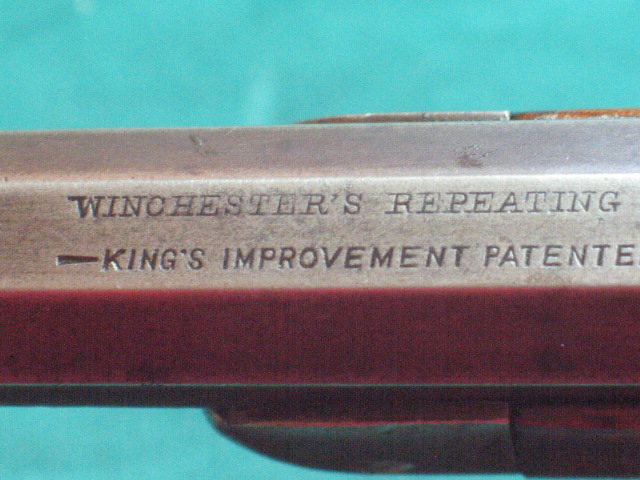 WINCHESTER'S REPEATING
—KING'S IMPROVEMENT PATENTE